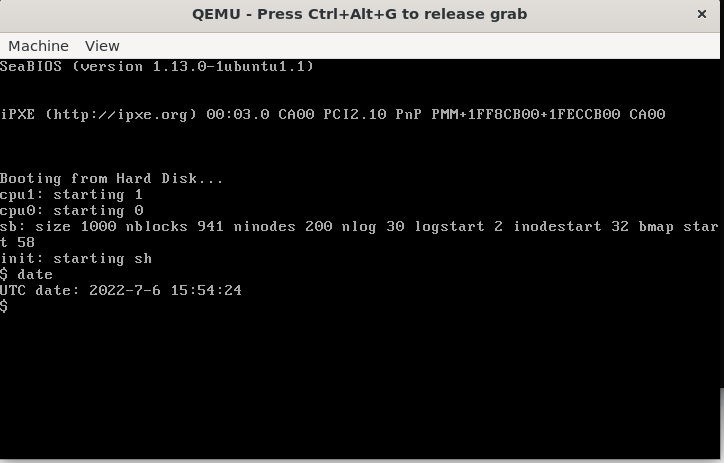 QEMU - Press Ctrl+Alt+G to release grab ×
Machine View
SeaBIOS (version 1.13.0-1ubuntu1.1)
iPXE (http://ipxe.org) 00:03.0 CA00 PCI2.10 PnP PMM+1FF8CB00+1FECCB00 CA00
Booting from Hard Disk...
cpu1: starting 1
cpu0: starting 0
sb: size 1000 nblocks 941 ninodes 200 nlog 30 logstart 2 inodestart 32 bmap star
t 58
init: starting sh
$ date
UTC date: 2022-7-6 15:54:24
$